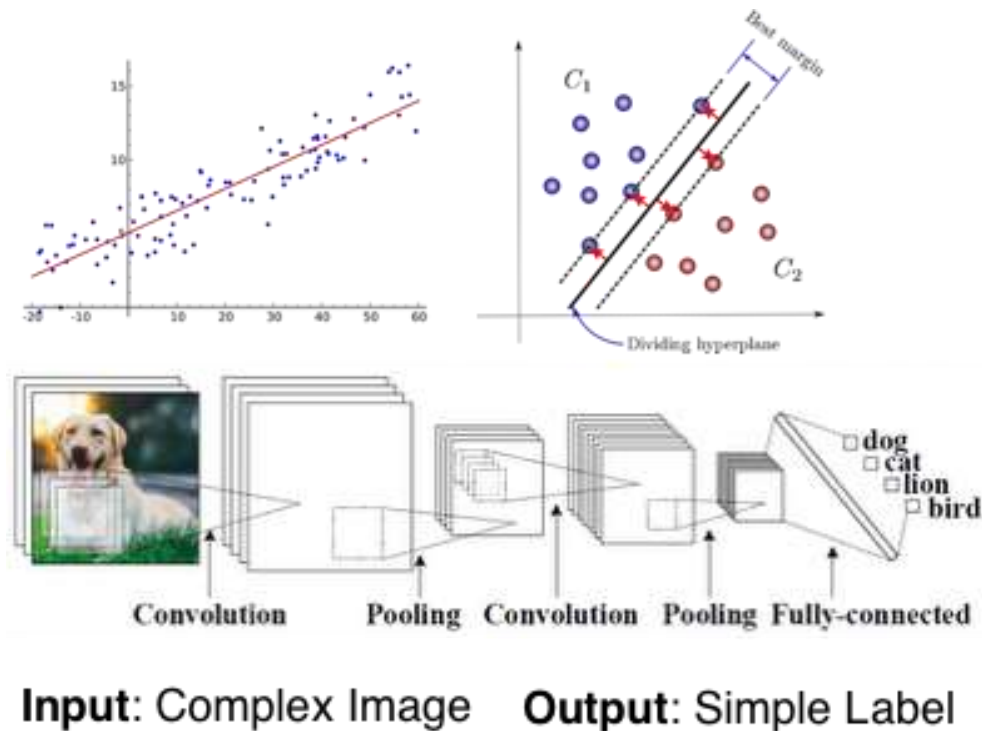 15
10
5
-20
-10
10
20
30
40
50
60
Best margin
C1
C2
Dividing hyperplane
dog
cat
lion
bird
Convolution
Pooling
Convolution
Pooling
Fully-connected
Input: Complex Image
Output: Simple Label